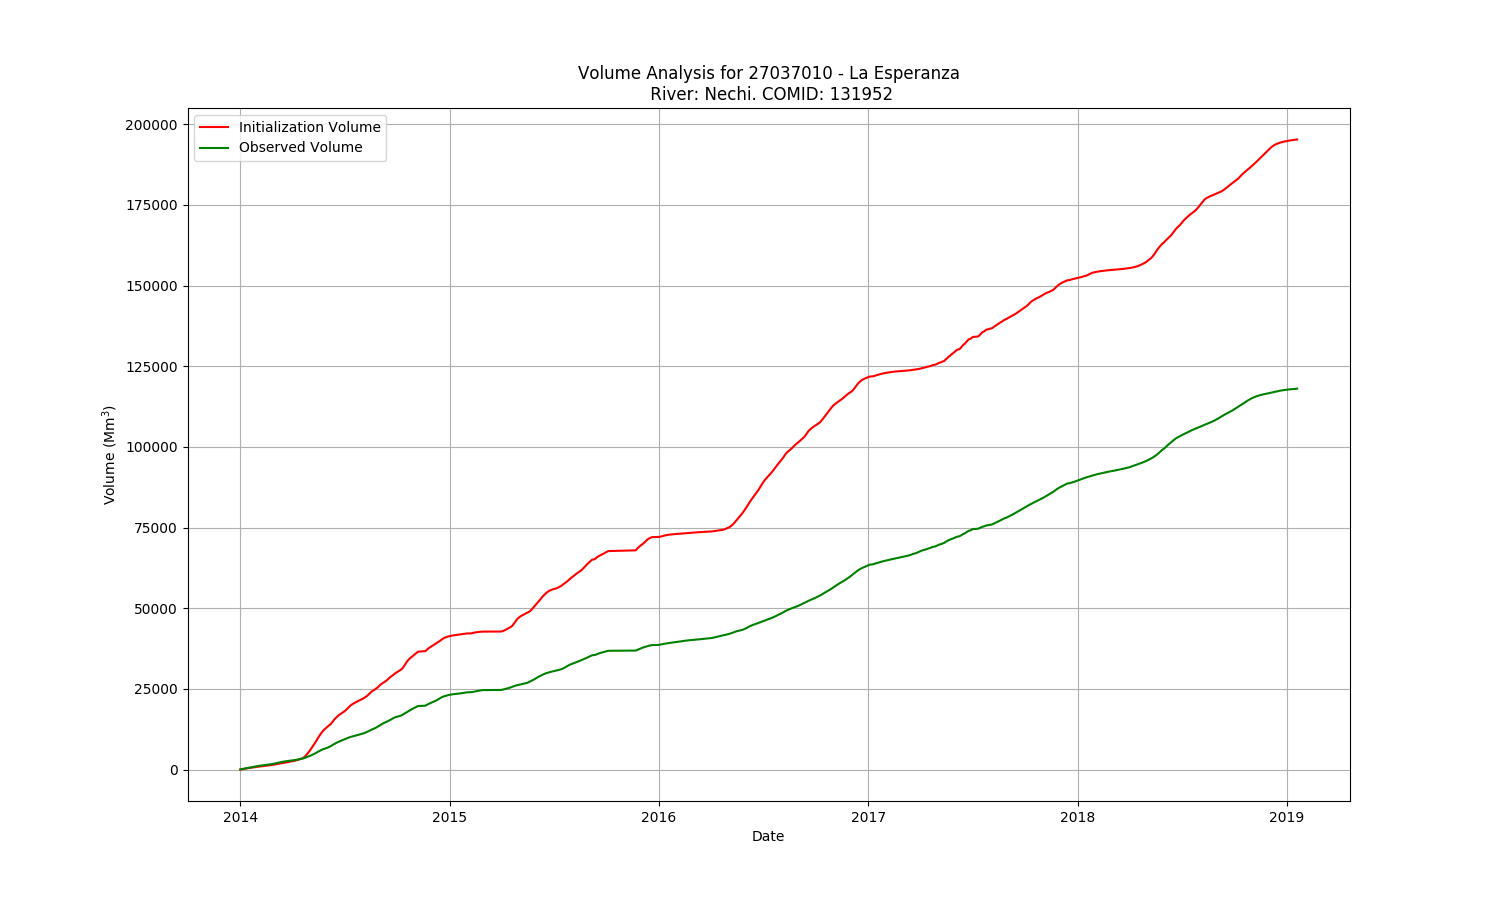 Volume Analysis for 27037010 - La Esperanza
River: Nechi. COMID: 131952
Initialization Volume
Observed Volume
200000
175000
150000
125000
100000
75000
50000
25000
0
Volume (Mm³)
2014 2015 2016 2017 2018 2019
Date